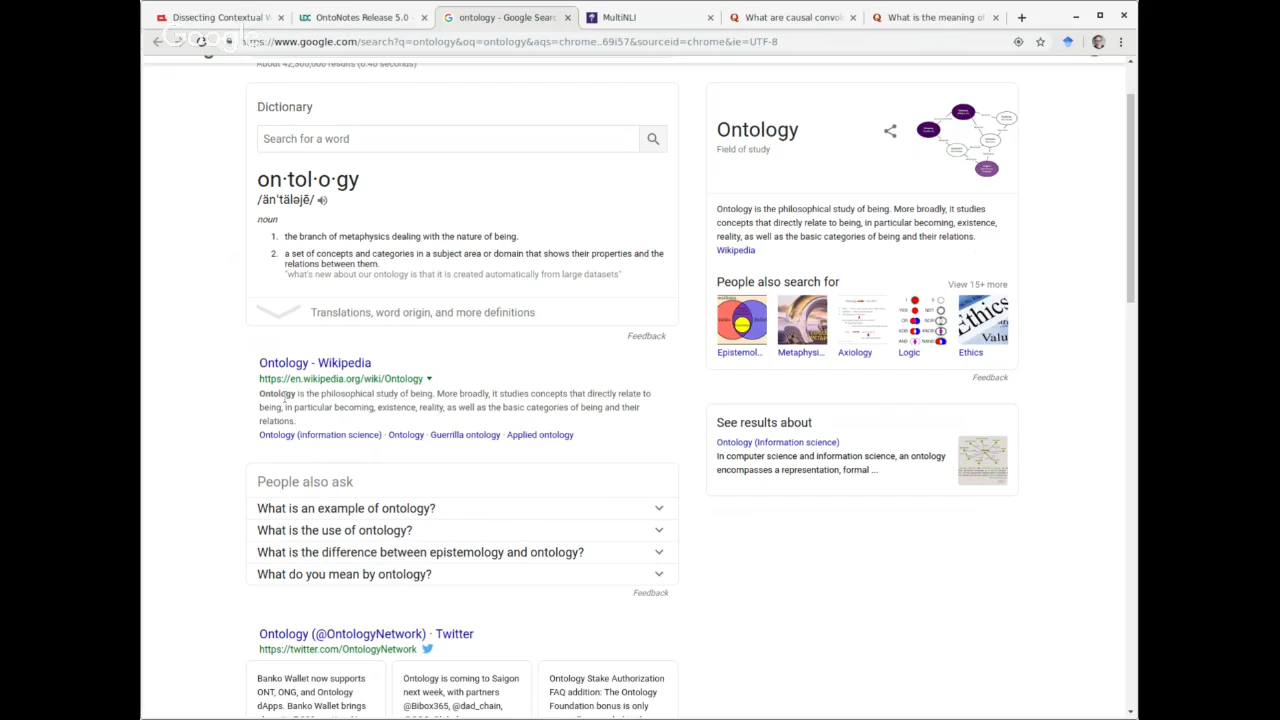 Dissecting Contextual W
OntoNotes Release 5.0 -
ontology - Google Searc
MultiNLI
What are causal convol
What is the meaning of
Google
https://www.google.com/search?q=ontology&oq=ontology&aqs=chrome..69i57&sourceid=chrome&ie=UTF-8
Dictionary
Search for a word
on·tol·o·gy
/änˈtäləjē/
noun
1. the branch of metaphysics dealing with the nature of being.
2. a set of concepts and categories in a subject area or domain that shows their properties and the
relations between them.
"what's new about our ontology is that it is created automatically from large datasets"
Translations, word origin, and more definitions
Feedback
Ontology - Wikipedia
https://en.wikipedia.org/wiki/Ontology
Ontology is the philosophical study of being. More broadly, it studies concepts that directly relate to
being, in particular becoming, existence, reality, as well as the basic categories of being and their
relations.
Ontology (information science) · Ontology · Guerrilla ontology · Applied ontology
People also ask
What is an example of ontology?
What is the use of ontology?
What is the difference between epistemology and ontology?
What do you mean by ontology?
Feedback
Ontology (@OntologyNetwork) · Twitter
https://twitter.com/OntologyNetwork
Banko Wallet now supports
ONT, ONG, and Ontology
dApps. Banko Wallet brings
Ontology is coming to Saigon
next week, with partners
@Bibox365, @dad_chain,
Ontology Stake Authorization
FAQ addition: The Ontology
Foundation bonus is only
Ontology
Field of study
Ontology is the philosophical study of being. More broadly, it studies
concepts that directly relate to being, in particular becoming, existence,
reality, as well as the basic categories of being and their relations.
Wikipedia
People also search for
View 15+ more
Epistemol...
Metaphysi...
Axiology
Logic
Ethics
Feedback
See results about
Ontology (Information science)
In computer science and information science, an ontology
encompasses a representation, formal ...